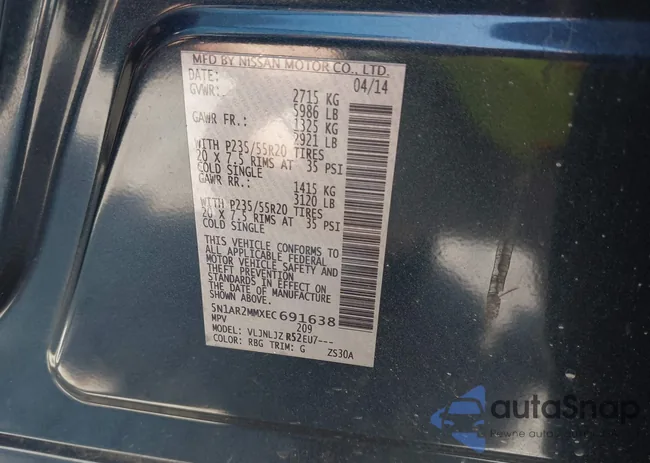 MFD BY NISSAN MOTOR CO., LTD.
DATE: 04/14
GVWR: 2715 KG
5986 LB
GAWR FR.: 1325 KG
2921 LB
WITH P235/55R20 TIRES
20 X 7.5 RIMS AT 35 PSI
COLD SINGLE
GAWR RR.: 1415 KG
3120 LB
WITH P235/55R20 TIRES
20 X 7.5 RIMS AT 35 PSI
COLD SINGLE
THIS VEHICLE CONFORMS TO
ALL APPLICABLE FEDERAL
MOTOR VEHICLE SAFETY AND
THEFT PREVENTION
STANDARDS IN EFFECT ON
THE DATE OF MANUFACTURE
SHOWN ABOVE.
5N1AR2MMXEC691638
MPV 209
MODEL: VLJNLJZ R52EU7---
COLOR: RBG TRIM: G ZS30A
autoSnap